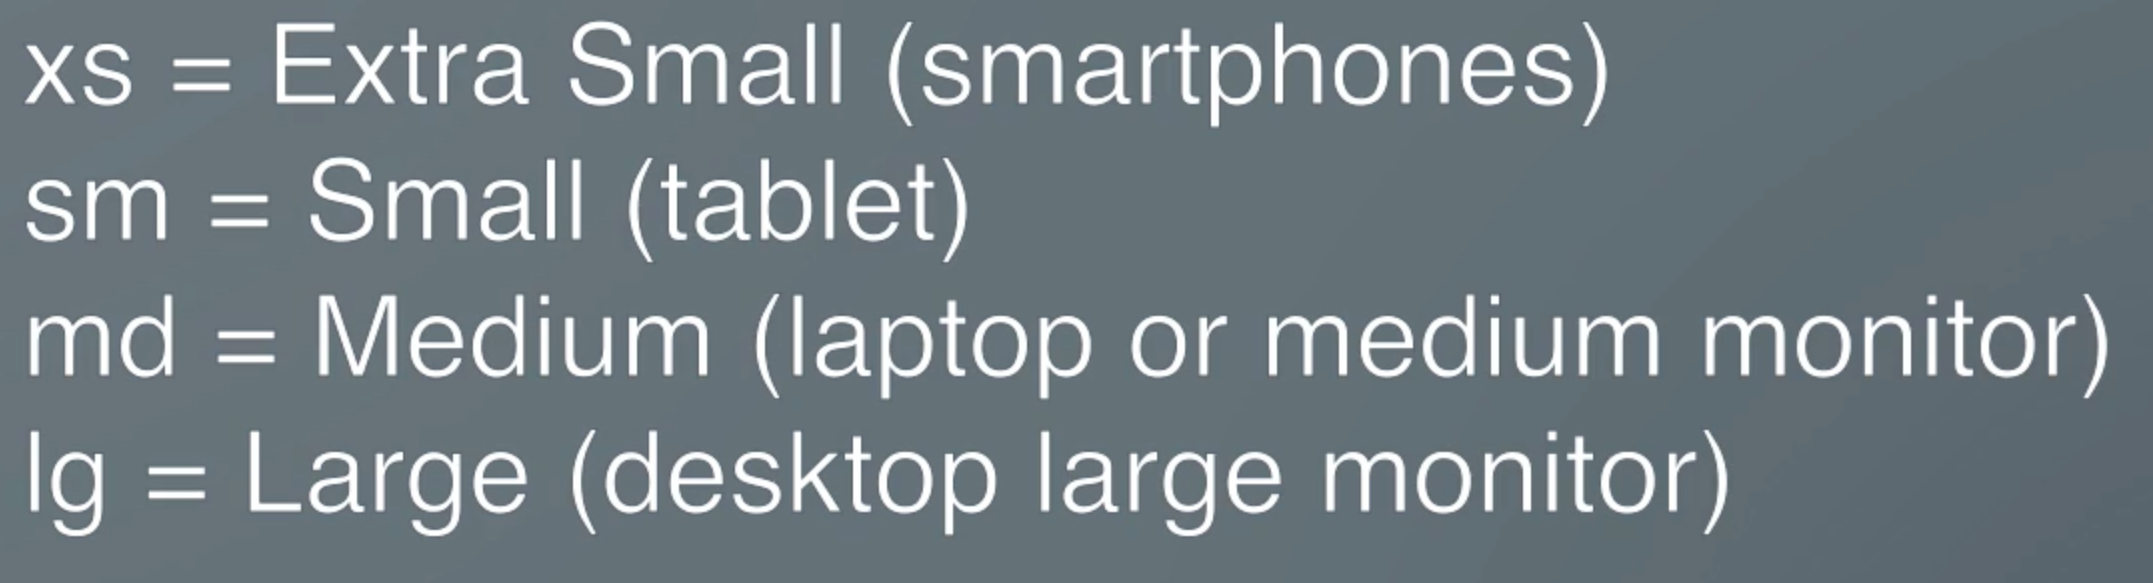 xs = Extra Small (smartphones)
sm = Small (tablet)
md = Medium (laptop or medium monitor)
lg = Large (desktop large monitor)